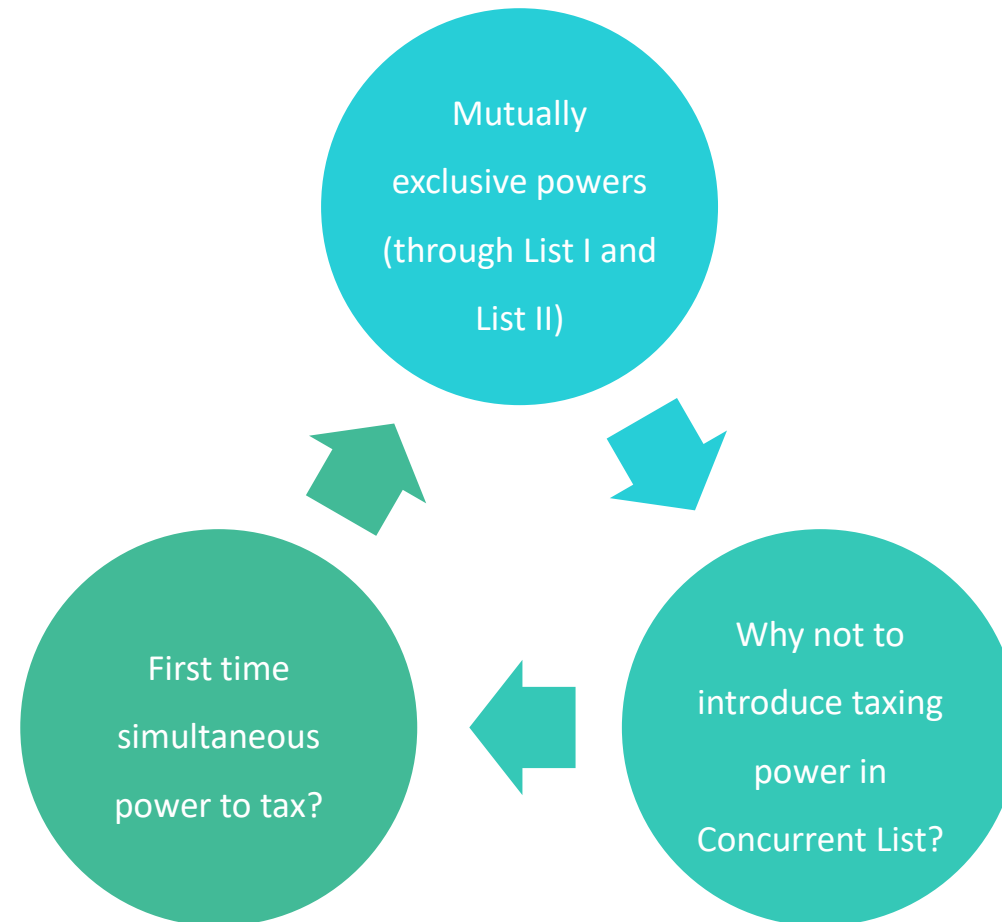 Mutually
exclusive powers
(through List I and
List II)
Why not to
introduce taxing
power in
Concurrent List?
First time
simultaneous
power to tax?